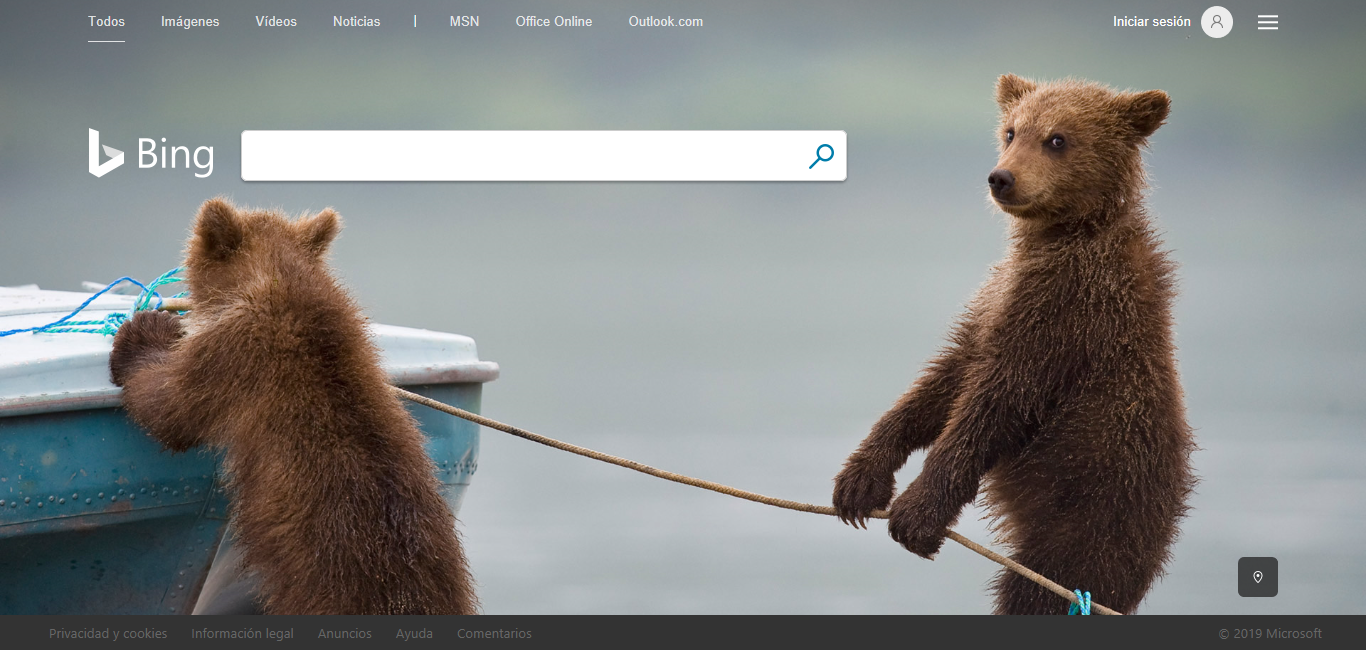 Todos Imágenes Vídeos Noticias | MSN Office Online Outlook.com Iniciar sesión
Bing
Privacidad y cookies Información legal Anuncios Ayuda Comentarios © 2019 Microsoft